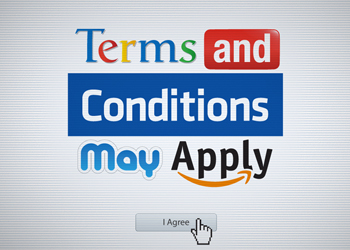 Terms and
Conditions
May Apply
I Agree